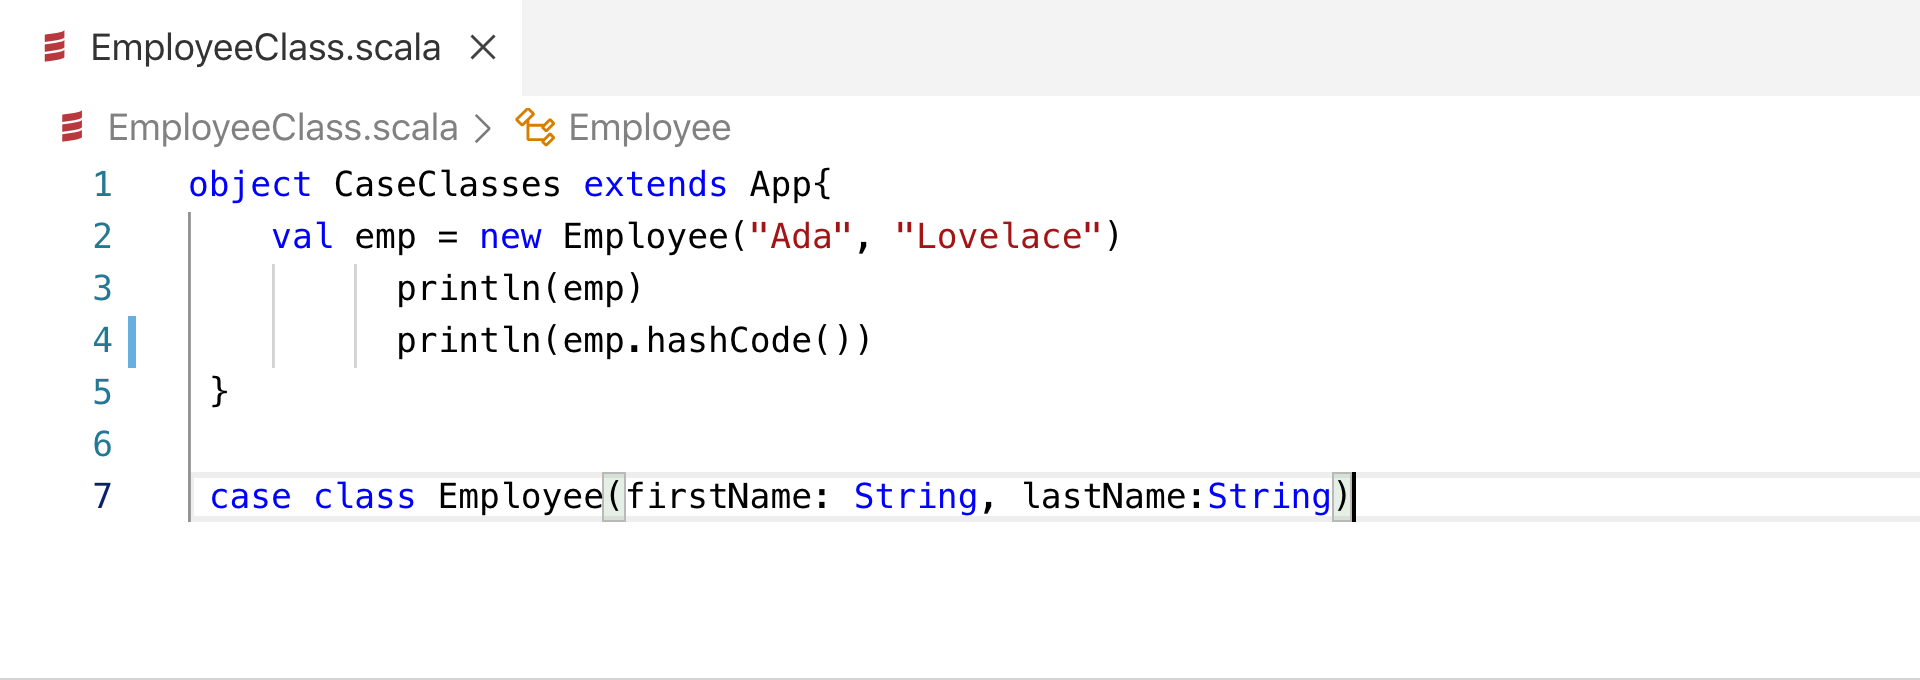 EmployeeClass.scala
EmployeeClass.scala > Employee
1 object CaseClasses extends App{
2 val emp = new Employee("Ada", "Lovelace")
3 println(emp)
4 println(emp.hashCode())
5 }
6
7 case class Employee(firstName: String, lastName:String)